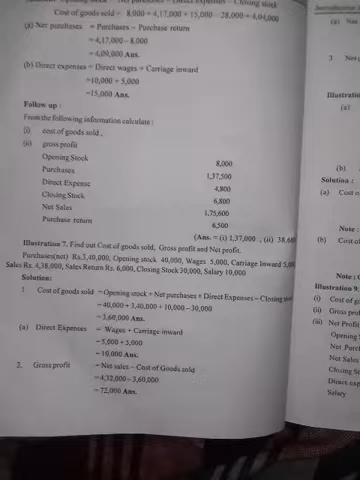 Cost of goods sold = 8,000 + 4,17,000 + 15,000 - 28,000 = 4,04,000
(a) Net purchases = Purchases - Purchase return
=4,17,000 - 8,000
=4,09,000 Ans.
(b) Direct expenses = Direct wages + Carriage inward
=10,000 + 5,000
=15,000 Ans.
Follow up :
From the following information calculate :
(i) cost of goods sold ,
(ii) gross profit
Opening Stock 8,000
Purchases 1,37,500
Direct Expense 4,800
Closing Stock 6,800
Net Sales 1,75,600
Purchase return 6,500
(Ans. = (i) 1,37,000 ; (ii) 38,60
Illustration 7. Find out Cost of goods sold, Gross profit and Net profit.
Purchases(net) Rs.3,40,000, Opening stock 40,000, Wages 5,000, Carriage Inward 5,00
Sales Rs. 4,38,000, Sales Return Rs. 6,000, Closing Stock 30,000, Salary 10,000
Solution:
1 Cost of goods sold =Opening stock + Net purchases + Direct Expenses - Closing stock
=40,000 + 3,40,000 + 10,000 - 30,000
=3,60,000 Ans.
(a) Direct Expenses = Wages + Carriage inward
=5,000 + 5,000
=10,000 Ans.
2. Gross profit = Net sales - Cost of Goods sold
=4,32,000 - 3,60,000
=72,000 Ans.
(a) Net
3 Net
Illustratio
(a)
(b)
Solution :
(a) Cost o
Note :
(b) Cost of
Note : (
Illustration 9.
(i) Cost of g
(ii) Gross prof
(iii) Net Profit
Opening
Net Purch
Net Sales
Closing St
Direct exp
Salary